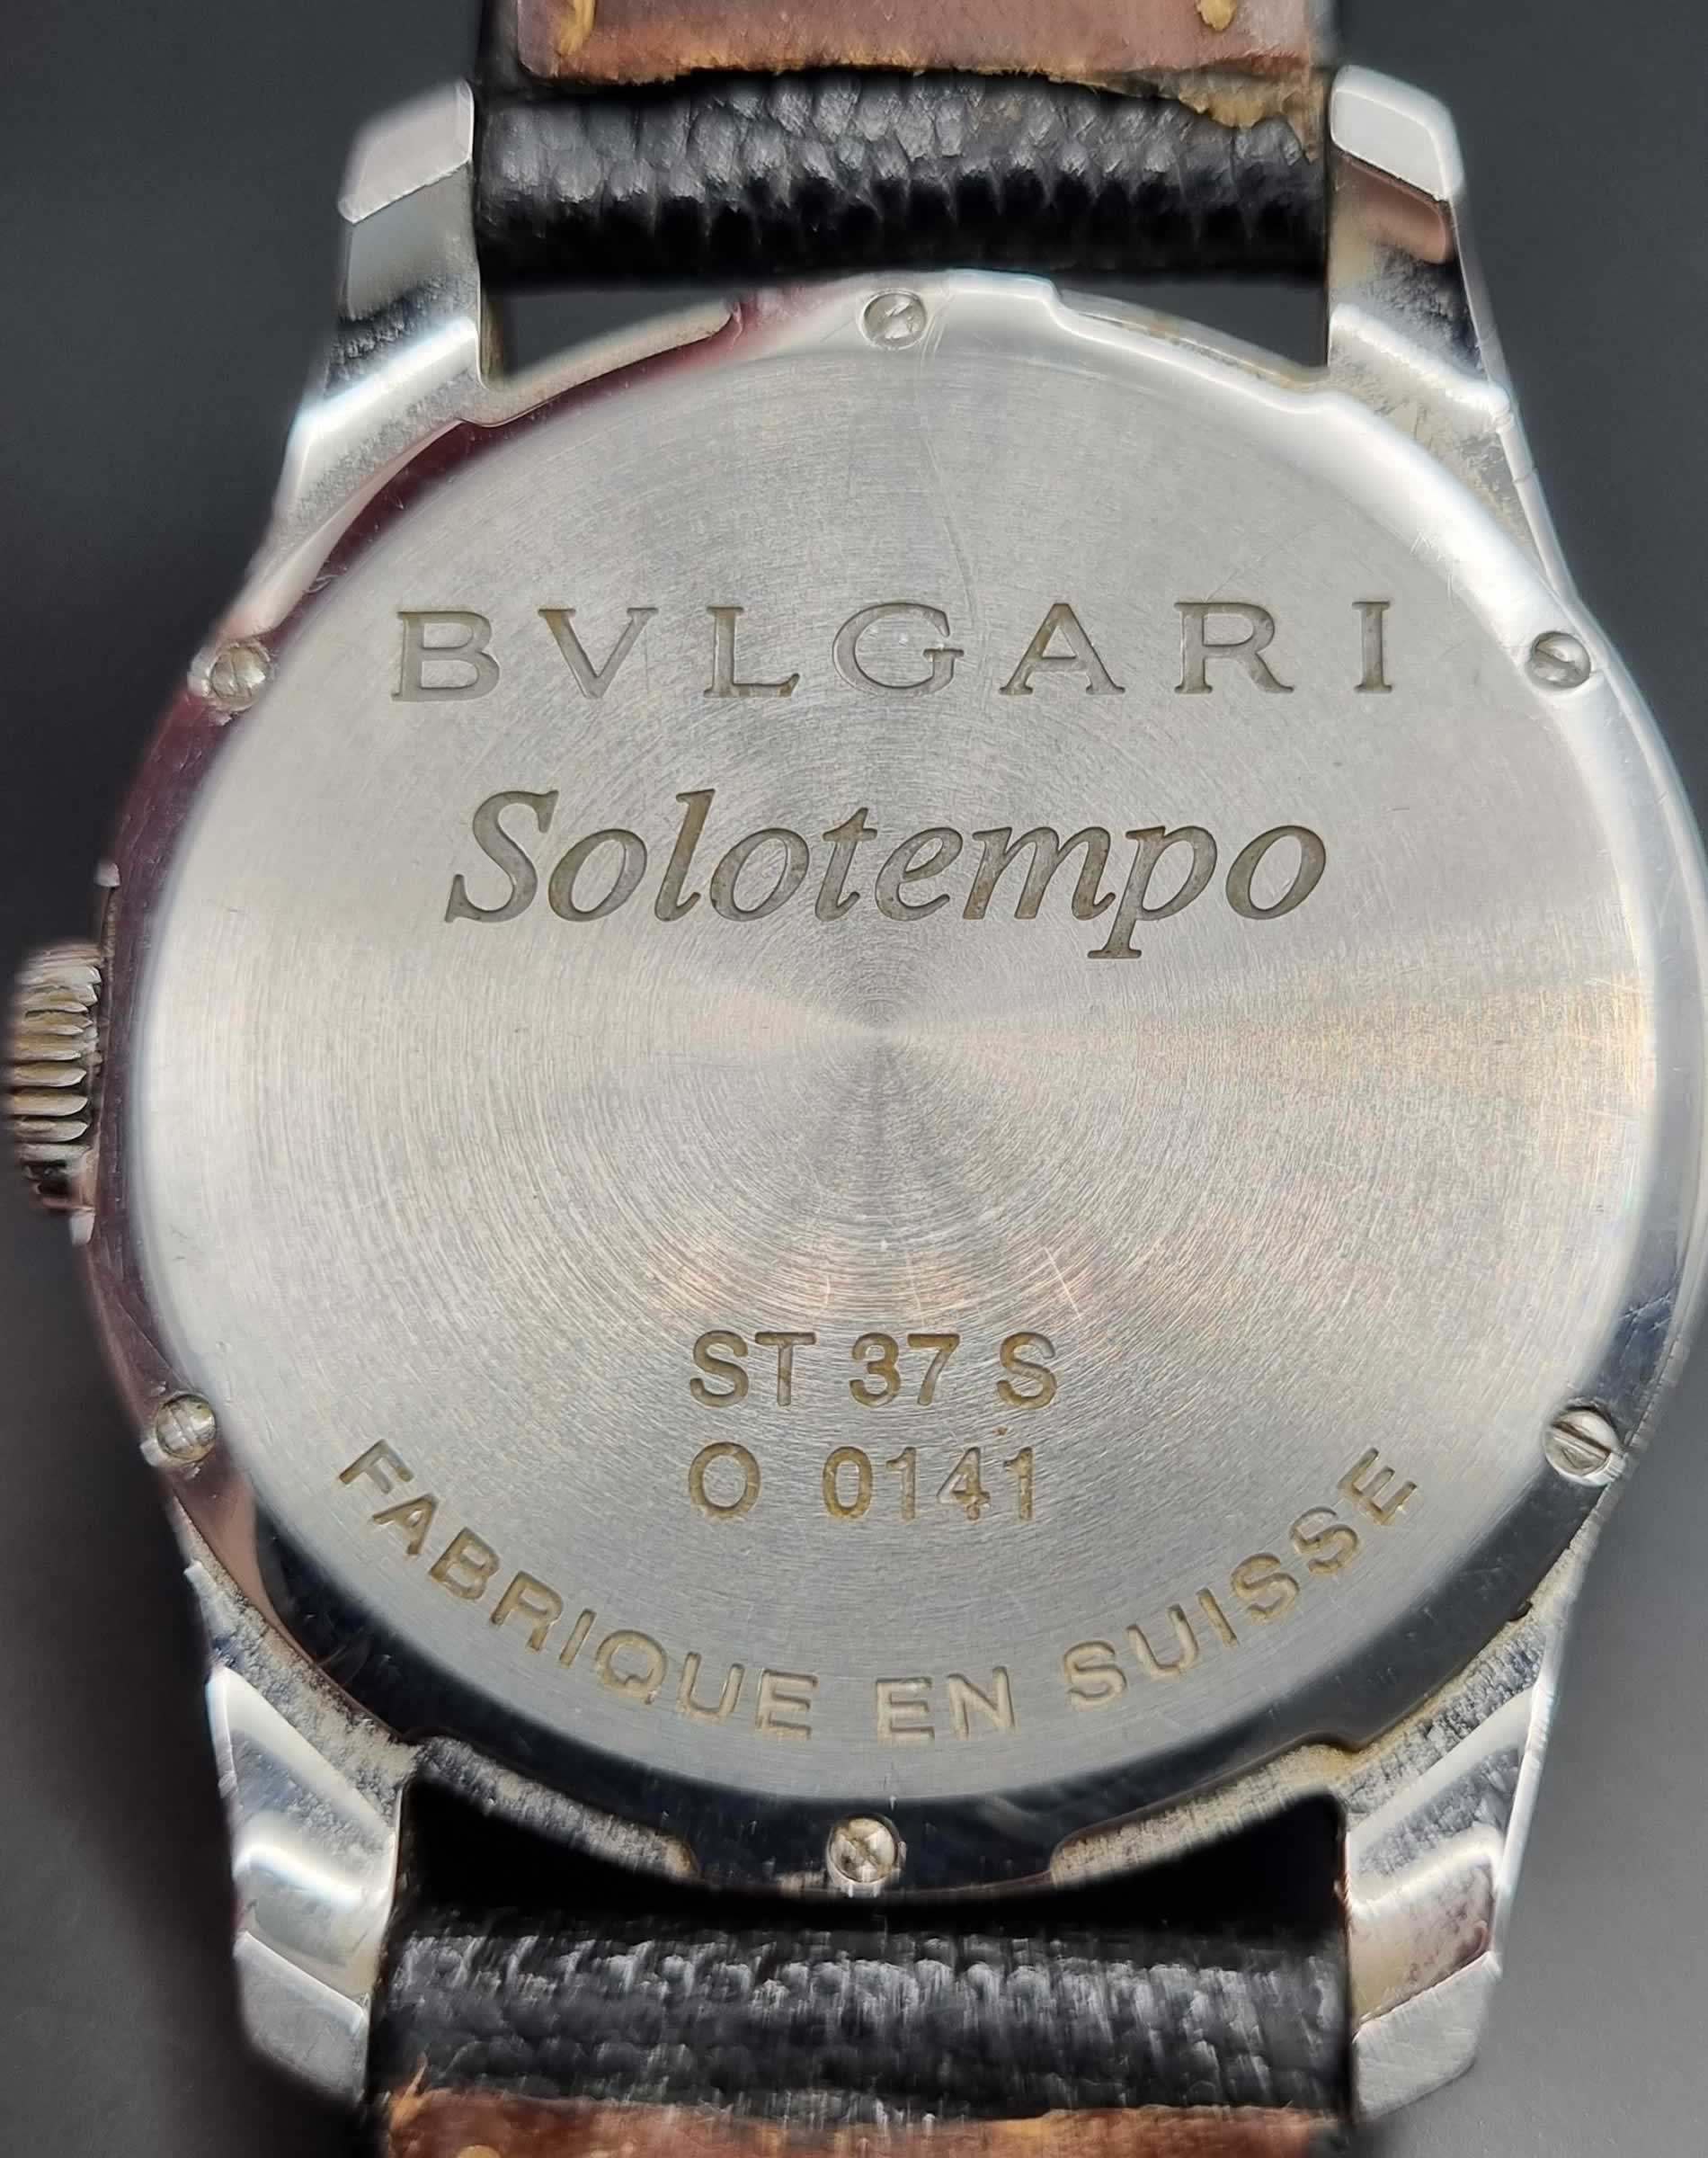 BVLGARI
Solotempo
ST 37 S
O 0141
FABRIQUE EN SUISSE